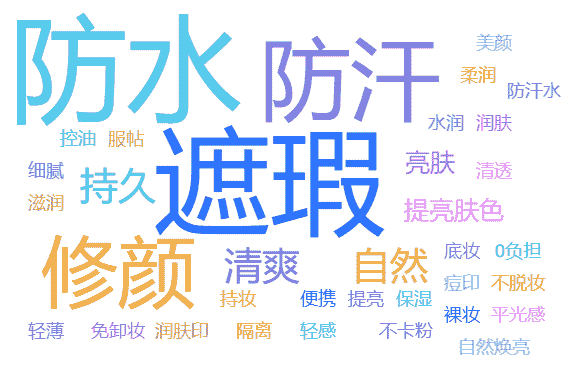 防水
防汗
美颜
柔润
防汗水
水润
润肤
控油
服帖
遮瑕
亮肤
清透
细腻
持久
滋润
提亮肤色
修颜
清爽
自然
底妆
0负担
痘印
不脱妆
持妆
便携
提亮
保湿
裸妆
平光感
轻薄
免卸妆
润肤印
隔离
轻感
不卡粉
自然焕亮